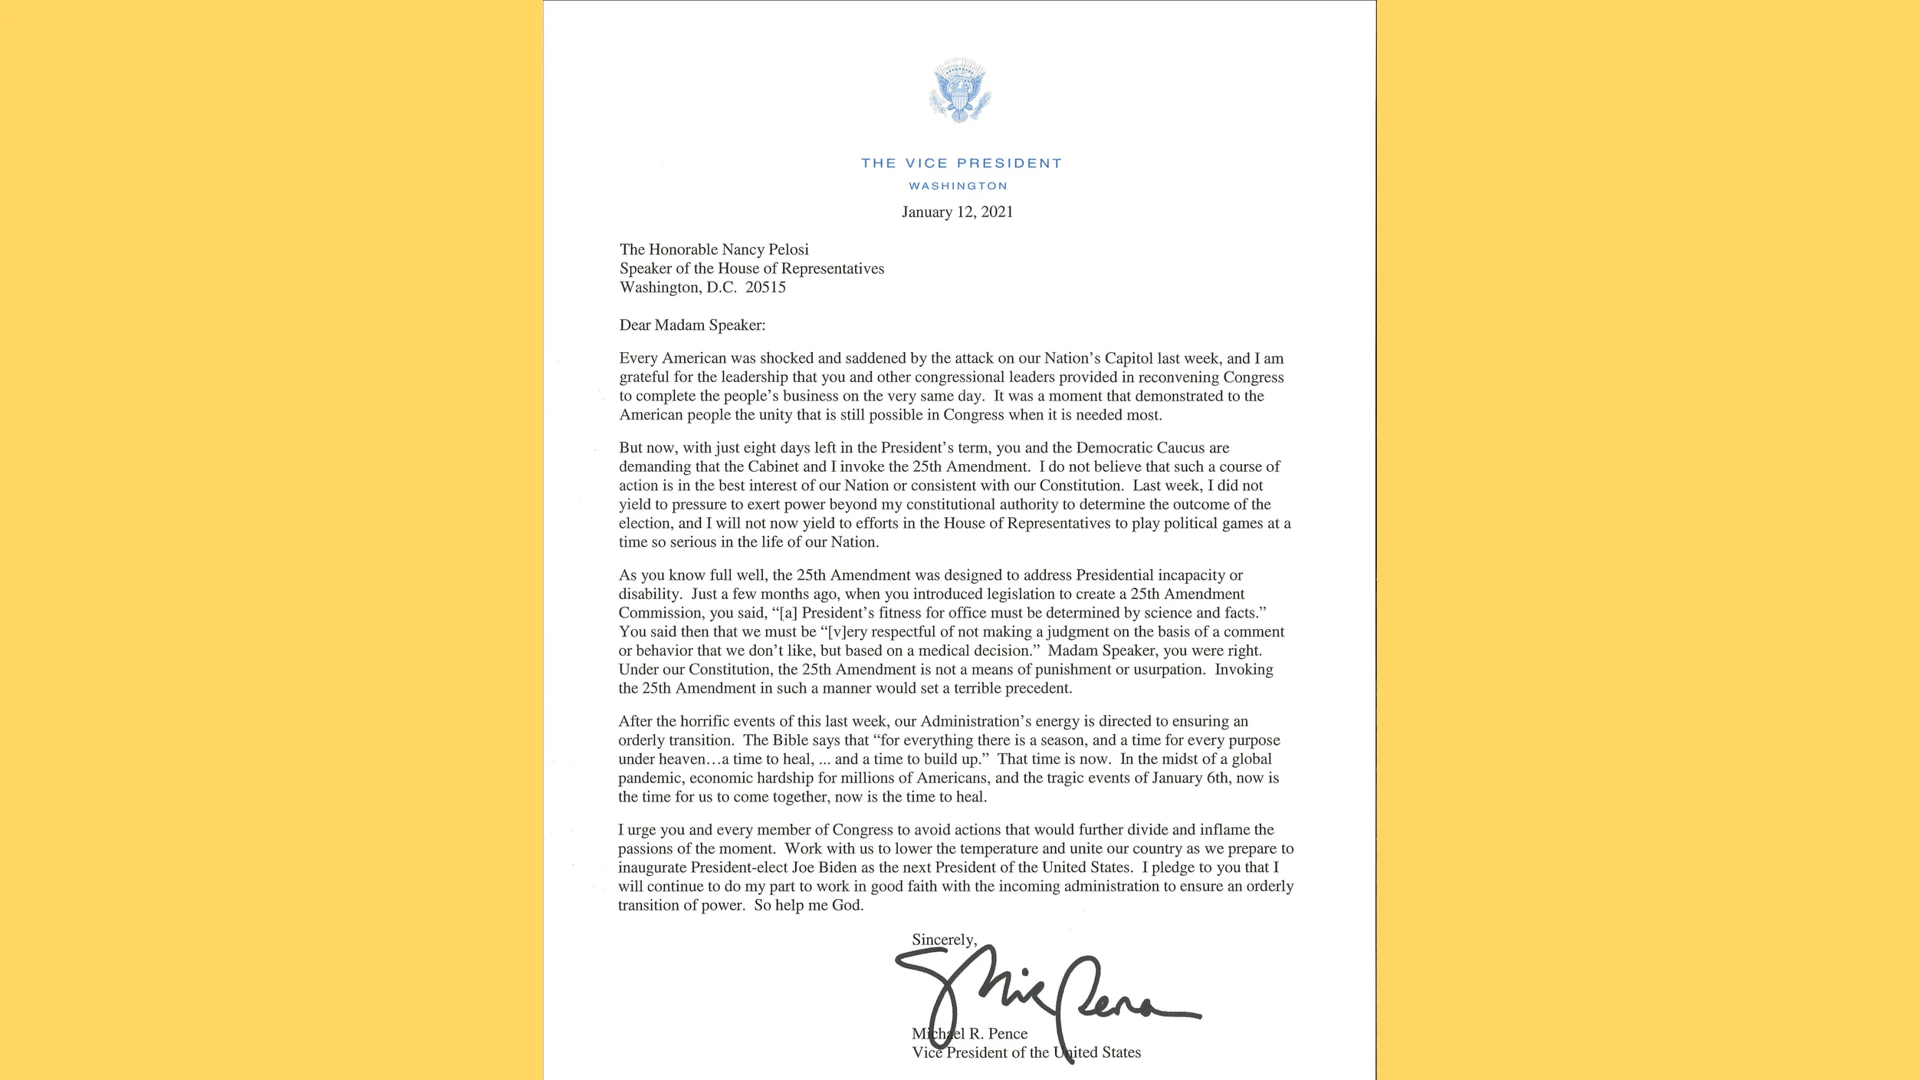 THE VICE PRESIDENT
WASHINGTON
January 12, 2021
The Honorable Nancy Pelosi
Speaker of the House of Representatives
Washington, D.C. 20515
Dear Madam Speaker:
Every American was shocked and saddened by the attack on our Nation’s Capitol last week, and I am
grateful for the leadership that you and other congressional leaders provided in reconvening Congress
to complete the people’s business on the very same day. It was a moment that demonstrated to the
American people the unity that is still possible in Congress when it is needed most.
But now, with just eight days left in the President’s term, you and the Democratic Caucus are
demanding that the Cabinet and I invoke the 25th Amendment. I do not believe that such a course of
action is in the best interest of our Nation or consistent with our Constitution. Last week, I did not
yield to pressure to exert power beyond my constitutional authority to determine the outcome of the
election, and I will not now yield to efforts in the House of Representatives to play political games at a
time so serious in the life of our Nation.
As you know full well, the 25th Amendment was designed to address Presidential incapacity or
disability. Just a few months ago, when you introduced legislation to create a 25th Amendment
Commission, you said, “[a] President’s fitness for office must be determined by science and facts.”
You said then that we must be “[v]ery respectful of not making a judgment on the basis of a comment
or behavior that we don’t like, but based on a medical decision.” Madam Speaker, you were right.
Under our Constitution, the 25th Amendment is not a means of punishment or usurpation. Invoking
the 25th Amendment in such a manner would set a terrible precedent.
After the horrific events of this last week, our Administration’s energy is directed to ensuring an
orderly transition. The Bible says that “for everything there is a season, and a time for every purpose
under heaven…a time to heal, ... and a time to build up.” That time is now. In the midst of a global
pandemic, economic hardship for millions of Americans, and the tragic events of January 6th, now is
the time for us to come together, now is the time to heal.
I urge you and every member of Congress to avoid actions that would further divide and inflame the
passions of the moment. Work with us to lower the temperature and unite our country as we prepare to
inaugurate President-elect Joe Biden as the next President of the United States. I pledge to you that I
will continue to do my part to work in good faith with the incoming administration to ensure an orderly
transition of power. So help me God.
Sincerely,
Mike Pence
Michael R. Pence
Vice President of the United States